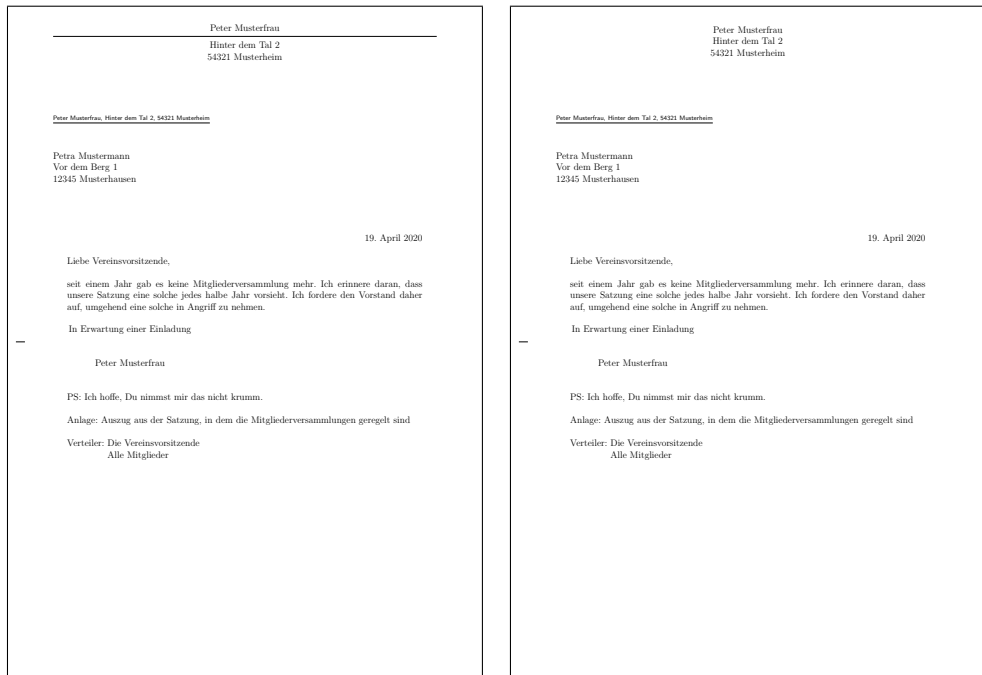 Peter Musterfrau
Hinter dem Tal 2
54321 Musterheim
Peter Musterfrau, Hinter dem Tal 2, 54321 Musterheim
Petra Mustermann
Vor dem Berg 1
12345 Musterhausen
19. April 2020
Liebe Vereinsvorsitzende,
seit einem Jahr gab es keine Mitgliederversammlung mehr. Ich erinnere daran, dass
unsere Satzung eine solche jedes halbe Jahr vorsieht. Ich fordere den Vorstand daher
auf, umgehend eine solche in Angriff zu nehmen.
In Erwartung einer Einladung
Peter Musterfrau
PS: Ich hoffe, Du nimmst mir das nicht krumm.
Anlage: Auszug aus der Satzung, in dem die Mitgliederversammlungen geregelt sind
Verteiler: Die Vereinsvorsitzende
Alle Mitglieder
Peter Musterfrau
Hinter dem Tal 2
54321 Musterheim
Peter Musterfrau, Hinter dem Tal 2, 54321 Musterheim
Petra Mustermann
Vor dem Berg 1
12345 Musterhausen
19. April 2020
Liebe Vereinsvorsitzende,
seit einem Jahr gab es keine Mitgliederversammlung mehr. Ich erinnere daran, dass
unsere Satzung eine solche jedes halbe Jahr vorsieht. Ich fordere den Vorstand daher
auf, umgehend eine solche in Angriff zu nehmen.
In Erwartung einer Einladung
Peter Musterfrau
PS: Ich hoffe, Du nimmst mir das nicht krumm.
Anlage: Auszug aus der Satzung, in dem die Mitgliederversammlungen geregelt sind
Verteiler: Die Vereinsvorsitzende
Alle Mitglieder